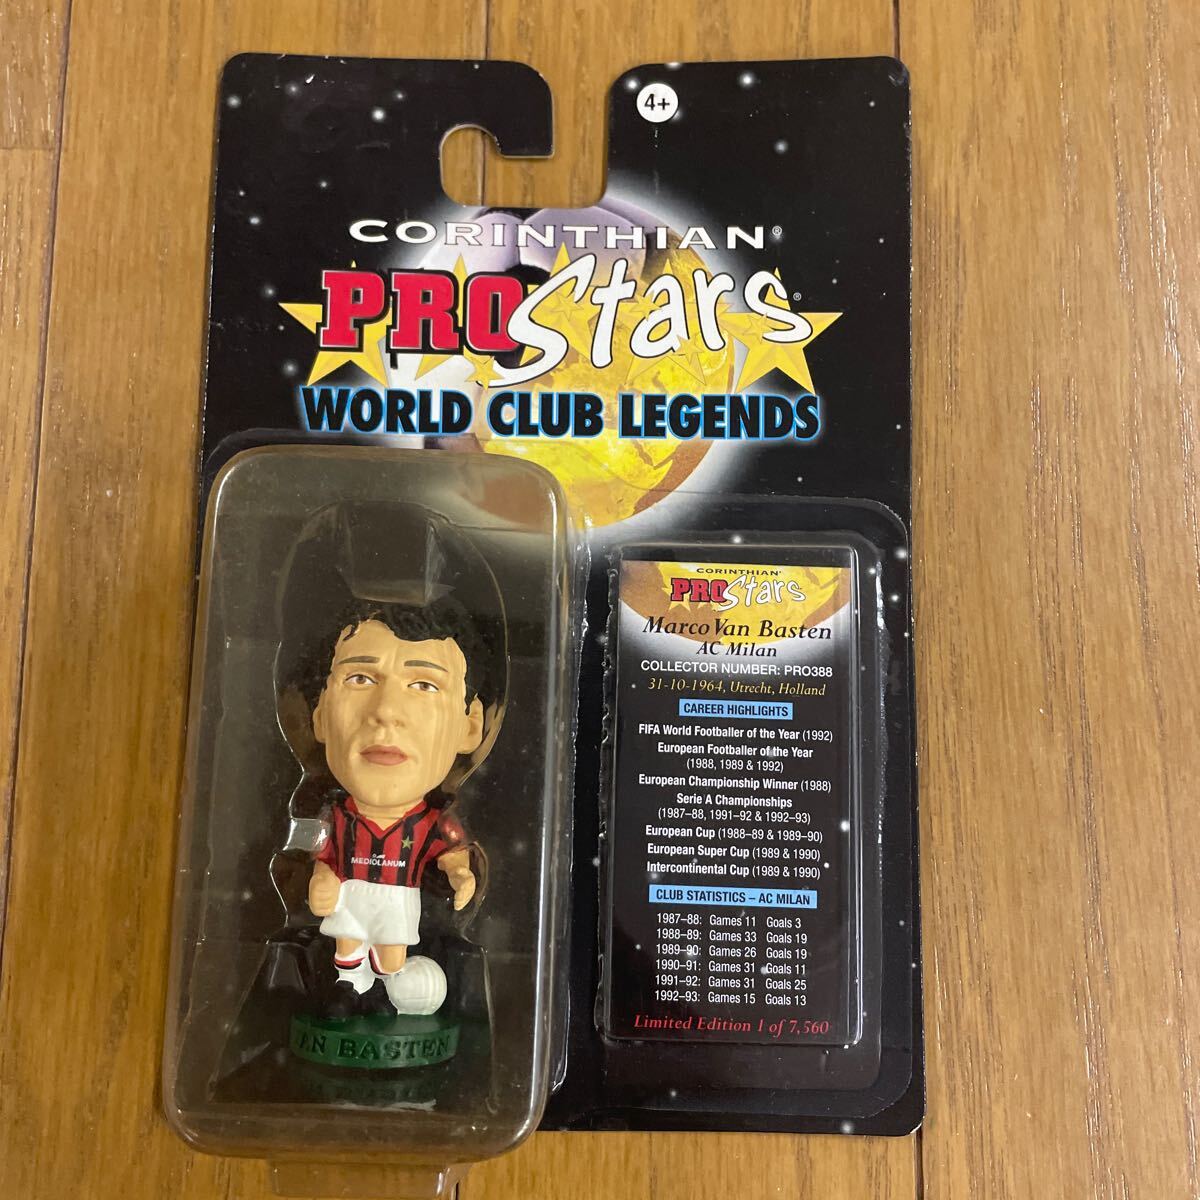 4+
CORINTHIAN®
PRO Stars®
WORLD CLUB LEGENDS
MEDIOLANUM
AN BASTEN
CORINTHIAN®
PRO Stars
Marco Van Basten
AC Milan
COLLECTOR NUMBER: PRO388
31-10-1964, Utrecht, Holland
CAREER HIGHLIGHTS
FIFA World Footballer of the Year (1992)
European Footballer of the Year
(1988, 1989 & 1992)
European Championship Winner (1988)
Serie A Championships
(1987–88, 1991–92 & 1992–93)
European Cup (1988–89 & 1989–90)
European Super Cup (1989 & 1990)
Intercontinental Cup (1989 & 1990)
CLUB STATISTICS – AC MILAN
1987–88: Games 11 Goals 3
1988–89: Games 33 Goals 19
1989–90: Games 26 Goals 19
1990–91: Games 31 Goals 11
1991–92: Games 31 Goals 25
1992–93: Games 15 Goals 13
Limited Edition 1 of 7,560